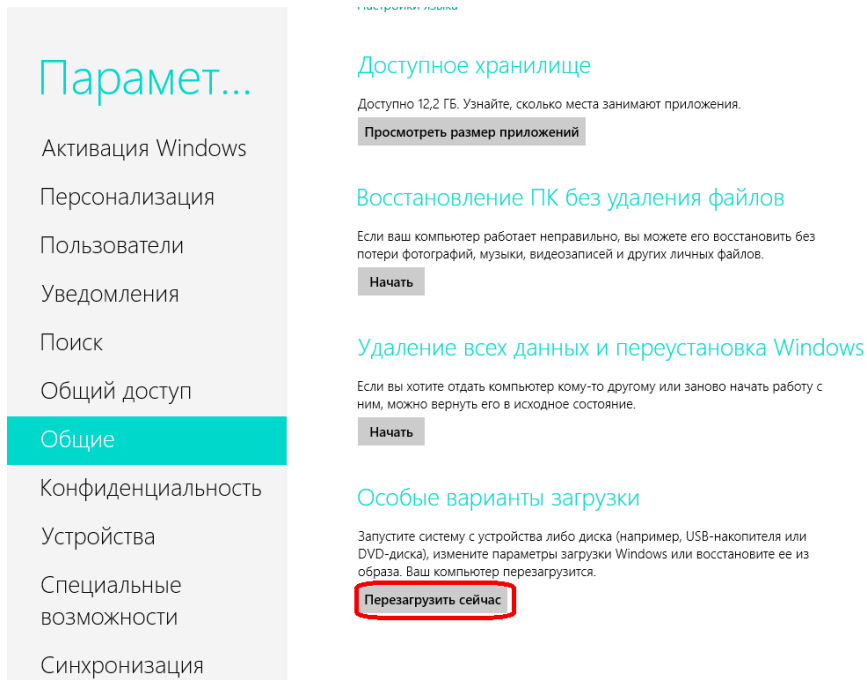 Настройки языка
Парамет...
Активация Windows
Персонализация
Пользователи
Уведомления
Поиск
Общий доступ
Общие
Конфиденциальность
Устройства
Специальные
возможности
Синхронизация
Доступное хранилище
Доступно 12,2 ГБ. Узнайте, сколько места занимают приложения.
Просмотреть размер приложений
Восстановление ПК без удаления файлов
Если ваш компьютер работает неправильно, вы можете его восстановить без
потери фотографий, музыки, видеозаписей и других личных файлов.
Начать
Удаление всех данных и переустановка Windows
Если вы хотите отдать компьютер кому-то другому или заново начать работу с
ним, можно вернуть его в исходное состояние.
Начать
Особые варианты загрузки
Запустите систему с устройства либо диска (например, USB-накопителя или
DVD-диска), измените параметры загрузки Windows или восстановите ее из
образа. Ваш компьютер перезагрузится.
Перезагрузить сейчас